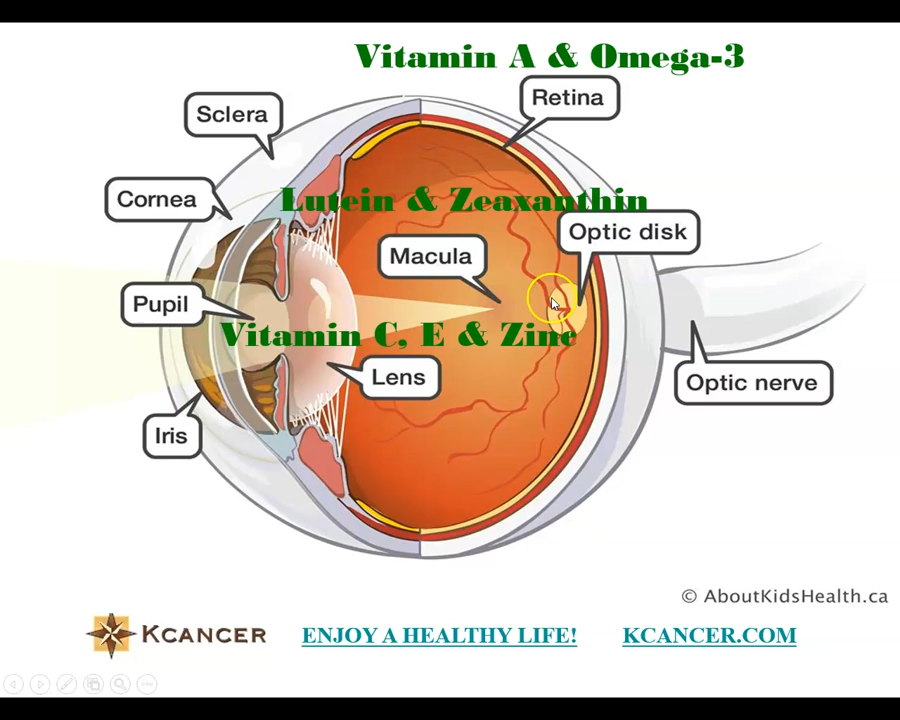 Vitamin A & Omega-3
Retina
Sclera
Cornea
Lutein & Zeaxanthin
Optic disk
Macula
Pupil
Vitamin C, E & Zinc
Lens
Optic nerve
Iris
© AboutKidsHealth.ca
KCANCER ENJOY A HEALTHY LIFE! KCANCER.COM